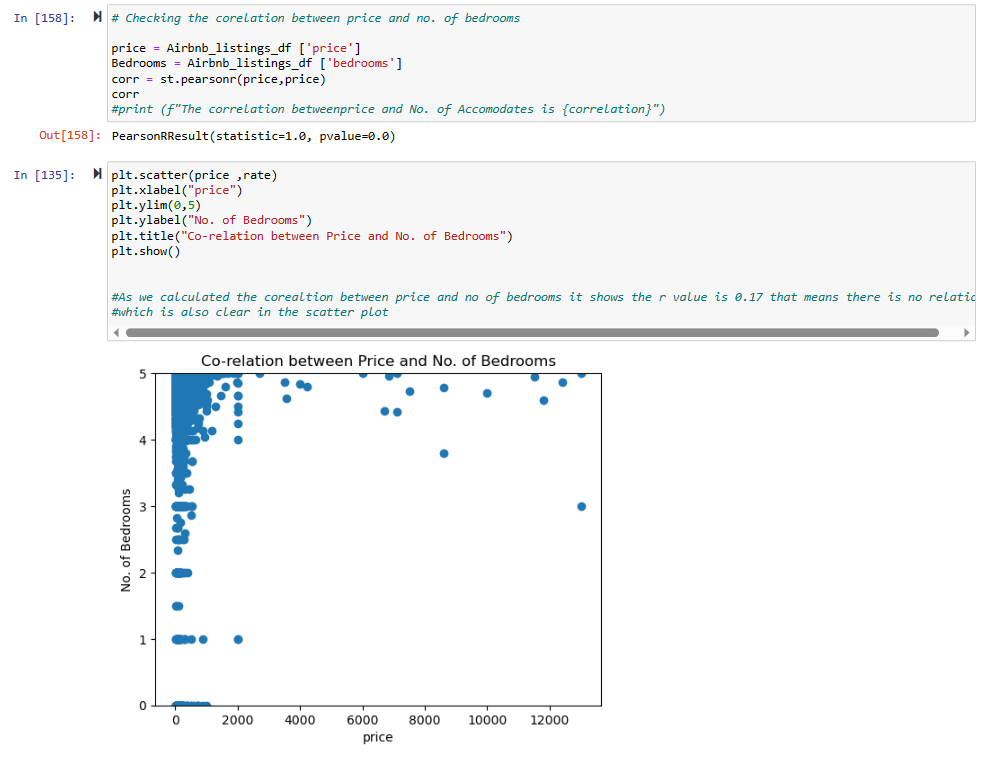 In [158]:
# Checking the corelation between price and no. of bedrooms
price = Airbnb_listings_df ['price']
Bedrooms = Airbnb_listings_df ['bedrooms']
corr = st.pearsonr(price,price)
corr
#print (f"The correlation betweenprice and No. of Accomodates is {correlation}")
Out[158]: PearsonRResult(statistic=1.0, pvalue=0.0)
In [135]:
plt.scatter(price ,rate)
plt.xlabel("price")
plt.ylim(0,5)
plt.ylabel("No. of Bedrooms")
plt.title("Co-relation between Price and No. of Bedrooms")
plt.show()
#As we calculated the corealtion between price and no of bedrooms it shows the r value is 0.17 that means there is no relatic
#which is also clear in the scatter plot
Co-relation between Price and No. of Bedrooms
5
4
3
2
1
0
No. of Bedrooms
0 2000 4000 6000 8000 10000 12000
price